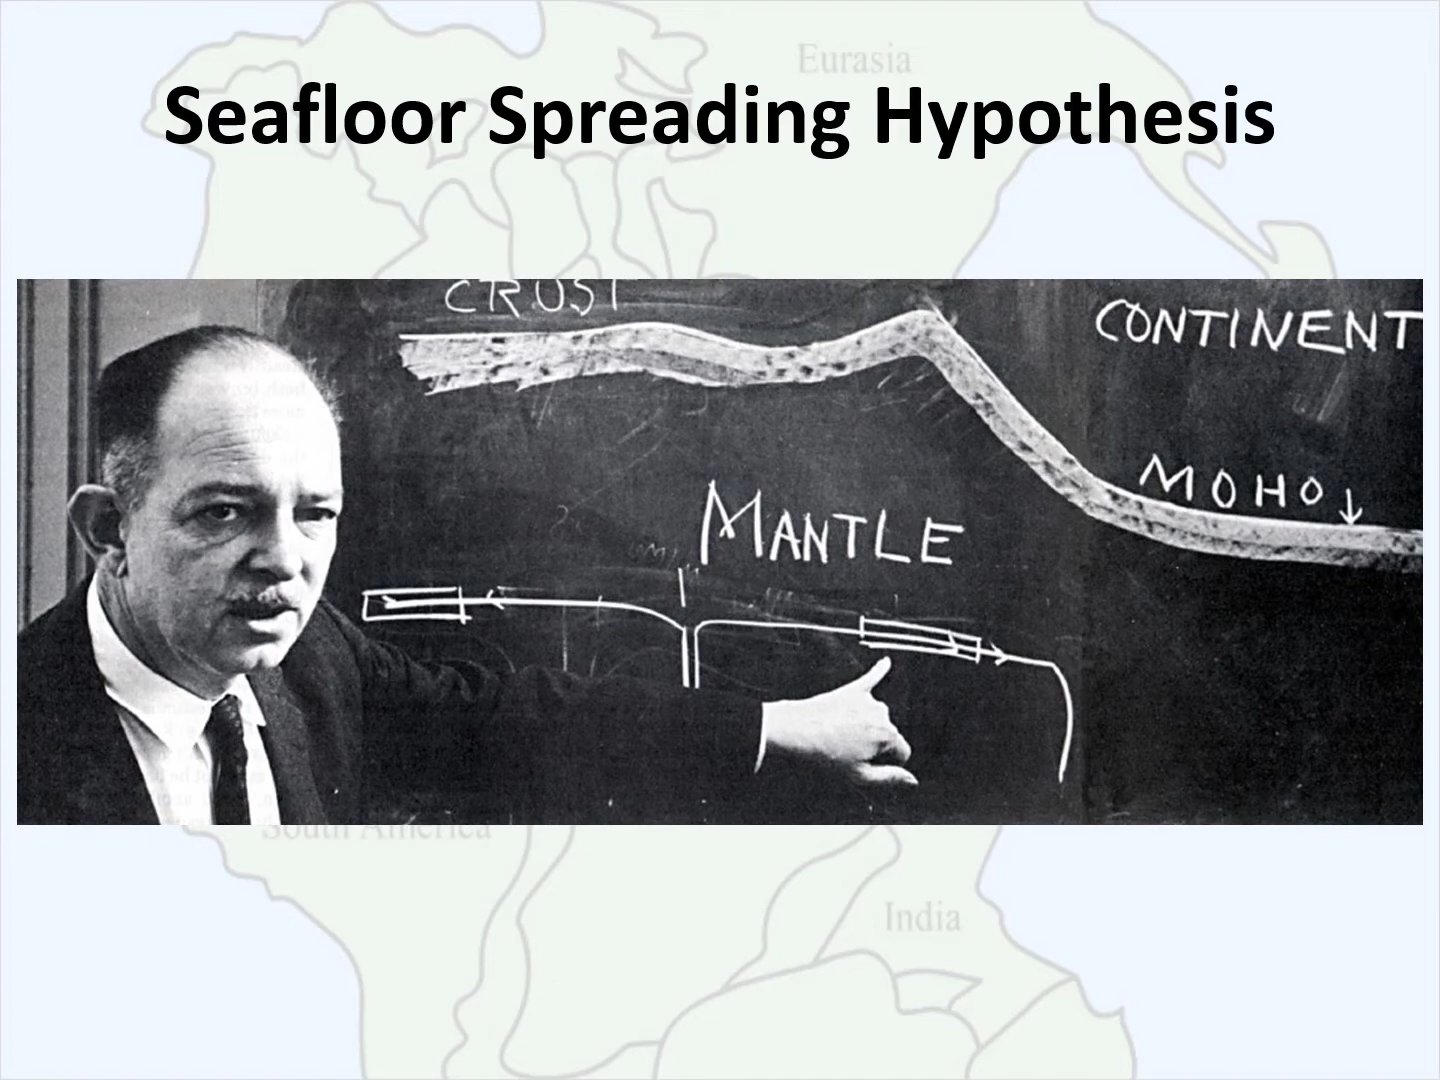 Eurasia
Seafloor Spreading Hypothesis
CRUST
CONTINENT
MOHO ↓
MANTLE
South America
India